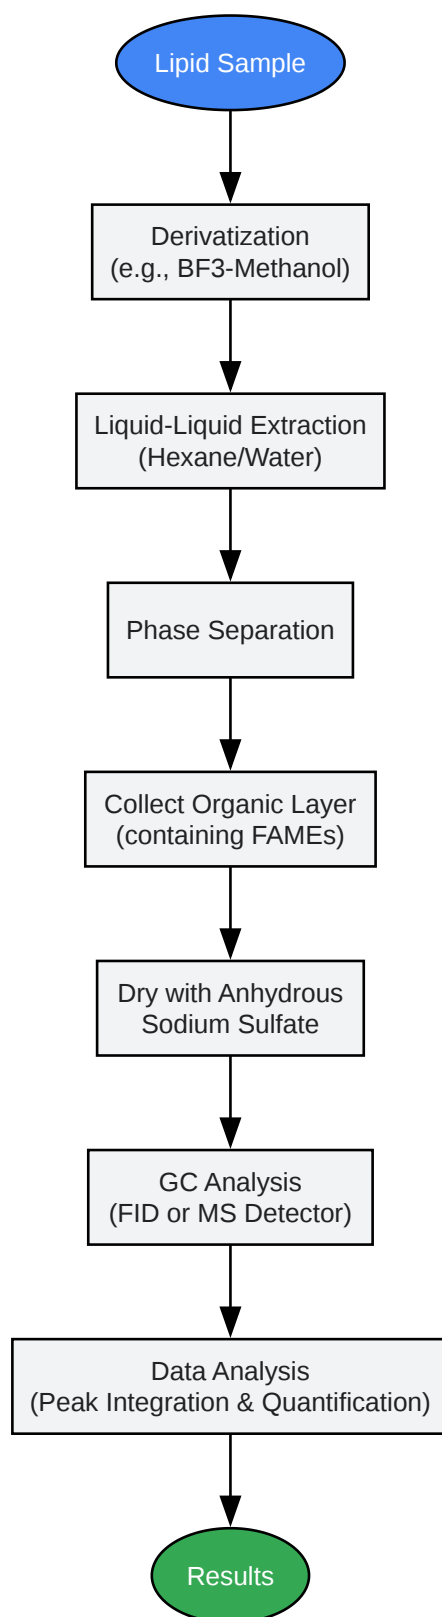 Lipid Sample
Derivatization
(e.g., BF3-Methanol)
Liquid-Liquid Extraction
(Hexane/Water)
Phase Separation
Collect Organic Layer
(containing FAMEs)
Dry with Anhydrous
Sodium Sulfate
GC Analysis
(FID or MS Detector)
Data Analysis
(Peak Integration & Quantification)
Results